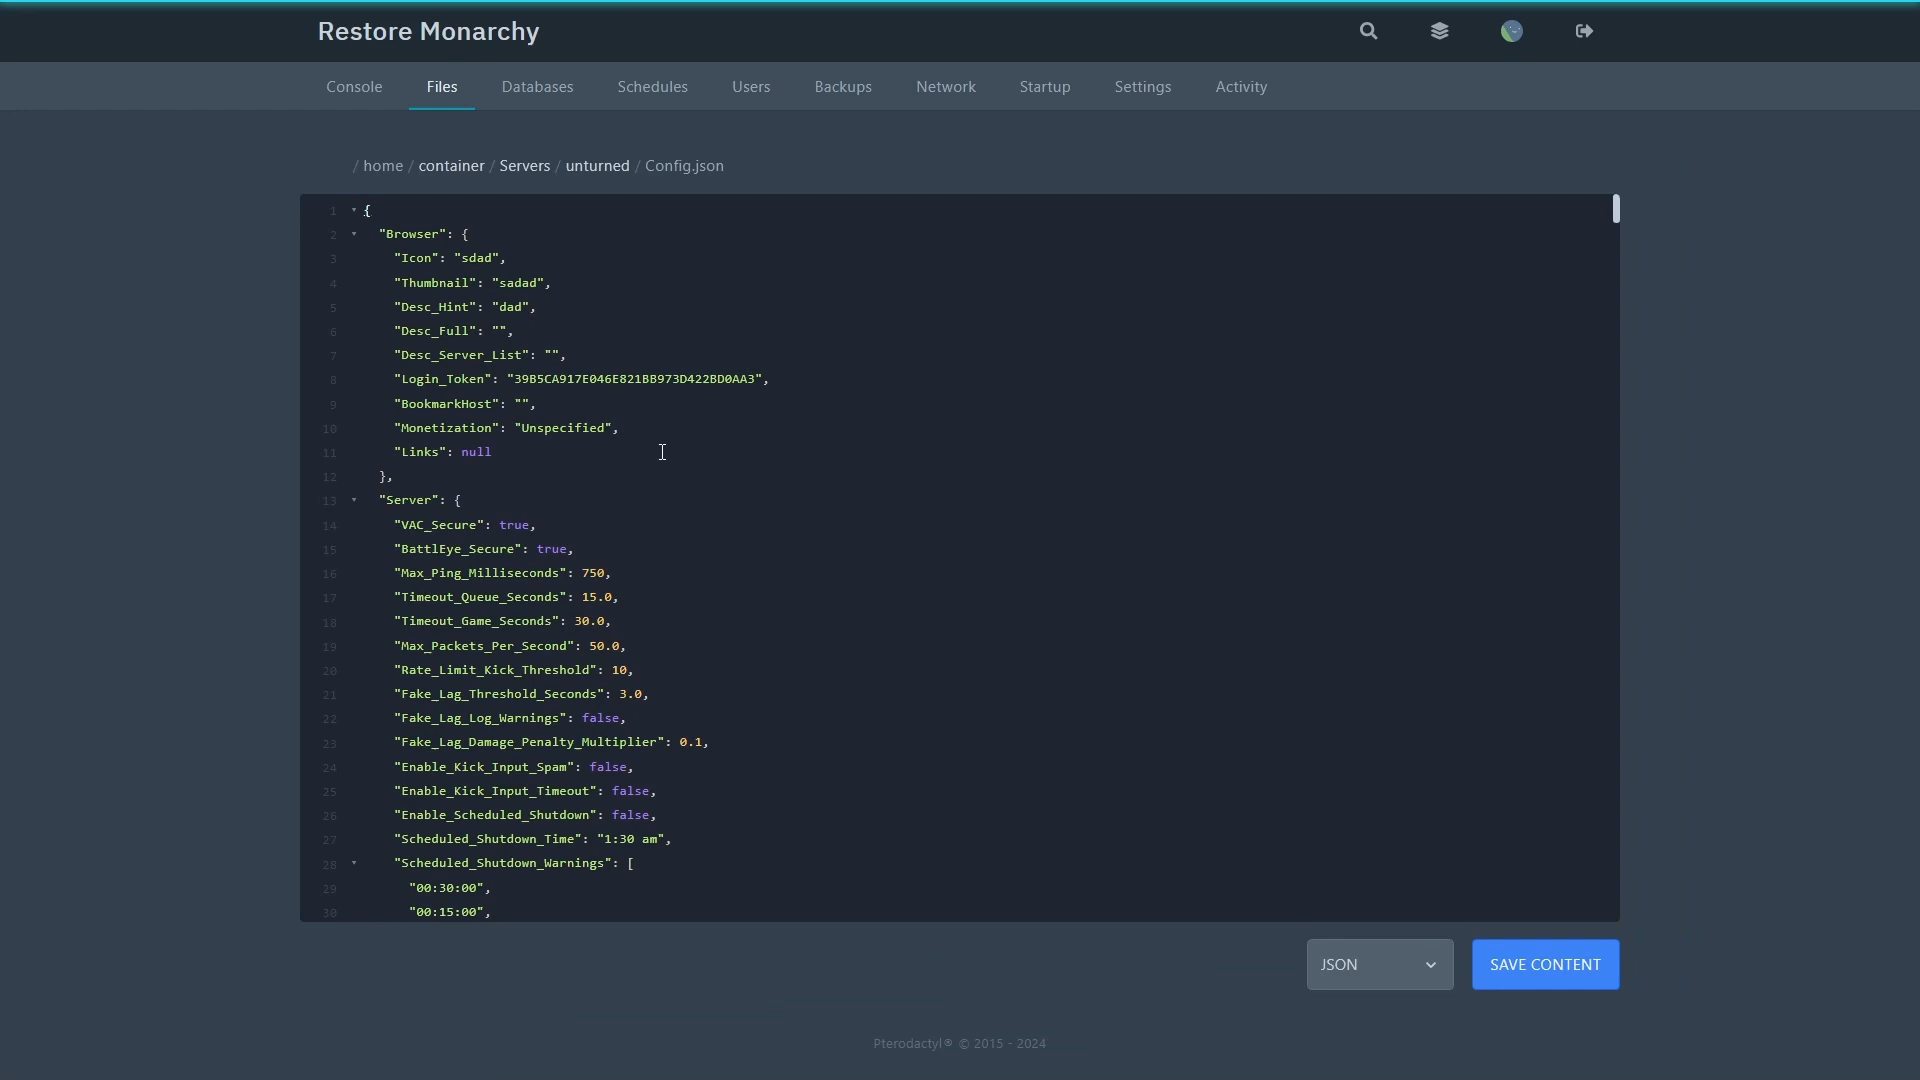 Restore Monarchy
Console Files Databases Schedules Users Backups Network Startup Settings Activity
/ home / container / Servers / unturned / Config.json
1 {
2 "Browser": {
3 "Icon": "sdad",
4 "Thumbnail": "sadad",
5 "Desc_Hint": "dad",
6 "Desc_Full": "",
7 "Desc_Server_List": "",
8 "Login_Token": "39B5CA917E046E821BB973D422BD0AA3",
9 "BookmarkHost": "",
10 "Monetization": "Unspecified",
11 "Links": null
12 },
13 "Server": {
14 "VAC_Secure": true,
15 "BattlEye_Secure": true,
16 "Max_Ping_Milliseconds": 750,
17 "Timeout_Queue_Seconds": 15.0,
18 "Timeout_Game_Seconds": 30.0,
19 "Max_Packets_Per_Second": 50.0,
20 "Rate_Limit_Kick_Threshold": 10,
21 "Fake_Lag_Threshold_Seconds": 3.0,
22 "Fake_Lag_Log_Warnings": false,
23 "Fake_Lag_Damage_Penalty_Multiplier": 0.1,
24 "Enable_Kick_Input_Spam": false,
25 "Enable_Kick_Input_Timeout": false,
26 "Enable_Scheduled_Shutdown": false,
27 "Scheduled_Shutdown_Time": "1:30 am",
28 "Scheduled_Shutdown_Warnings": [
29 "00:30:00",
30 "00:15:00",
JSON
SAVE CONTENT
Pterodactyl® © 2015 - 2024